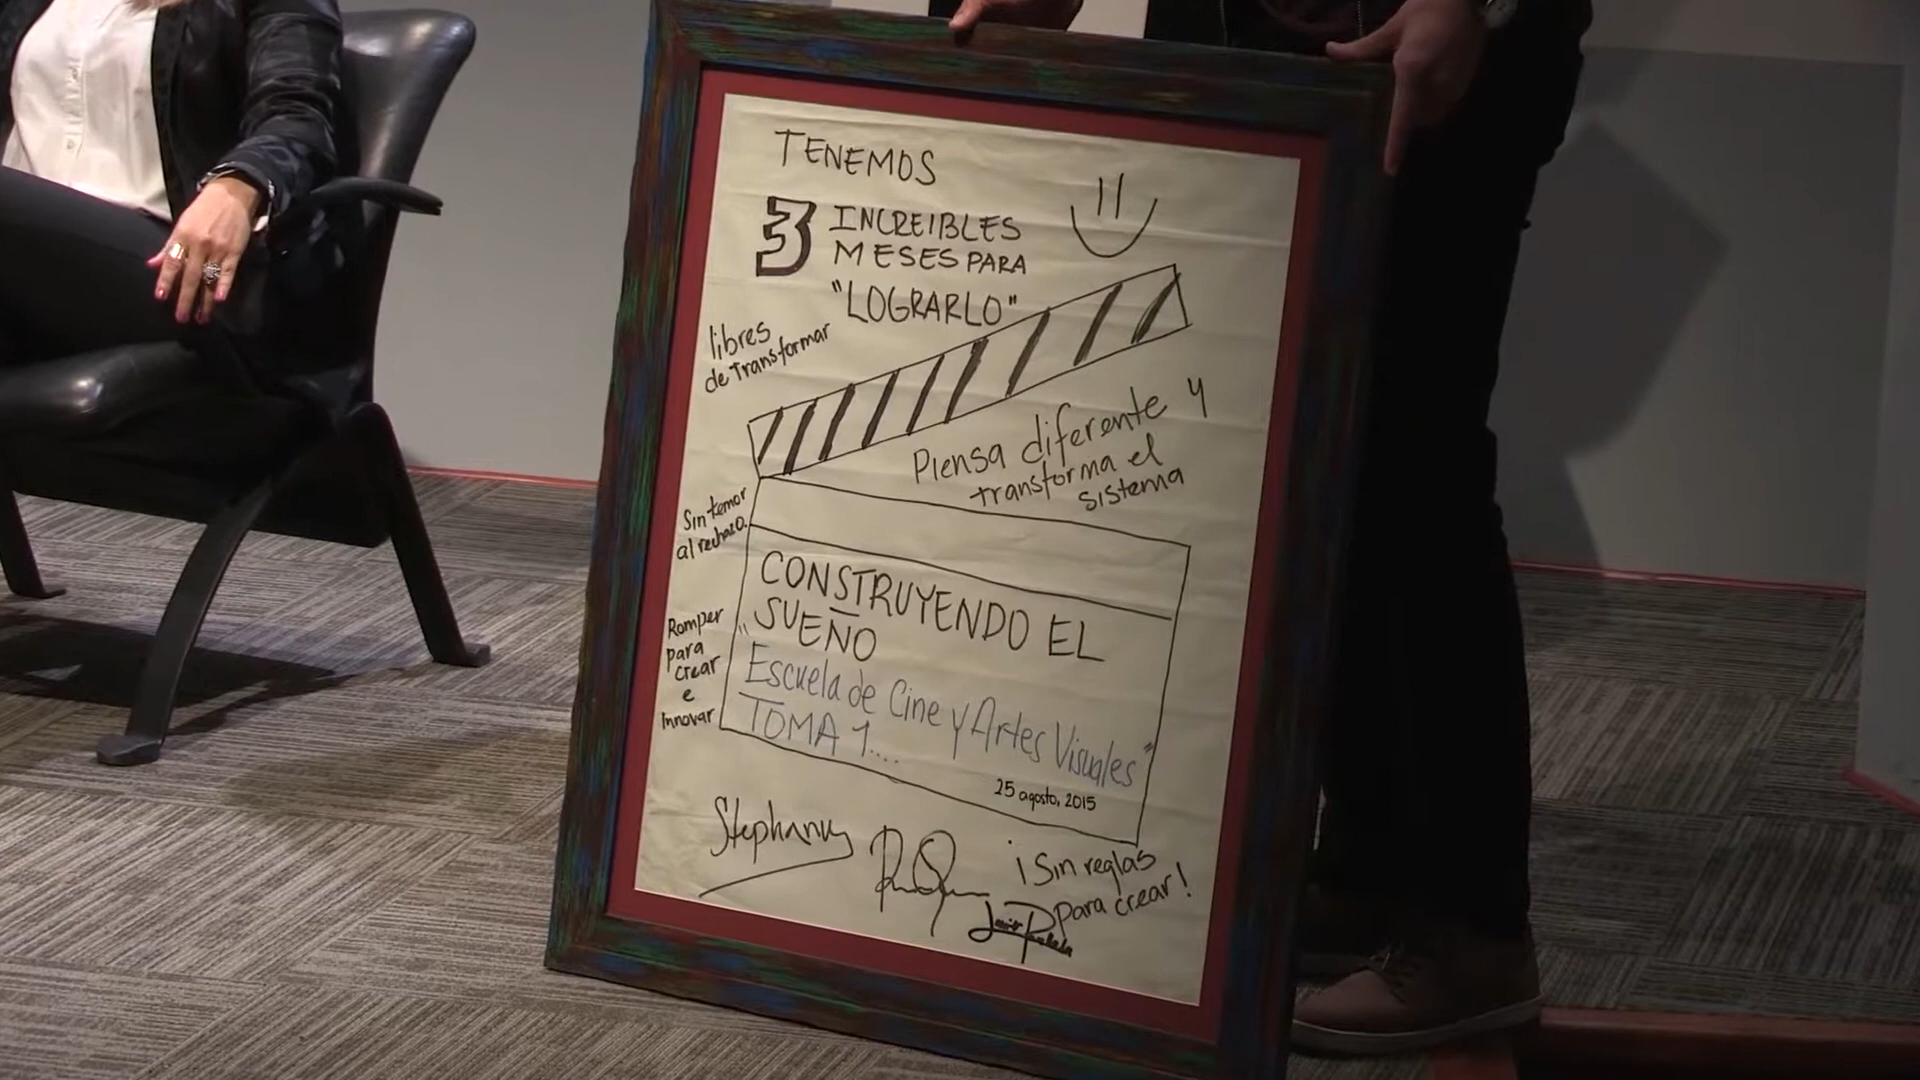 TENEMOS
3 INCREIBLES
MESES PARA
"LOGRARLO"
libres
de Transformar
Piensa diferente y
transforma el
sistema
Sin temor
al rechazo.
CONSTRUYENDO EL
SUEÑO
"Escuela de Cine y Artes Visuales"
TOMA 1....
25 agosto, 2015
Romper
para
crear
e
Innovar
Stephanny
¡Sin reglas
para crear!